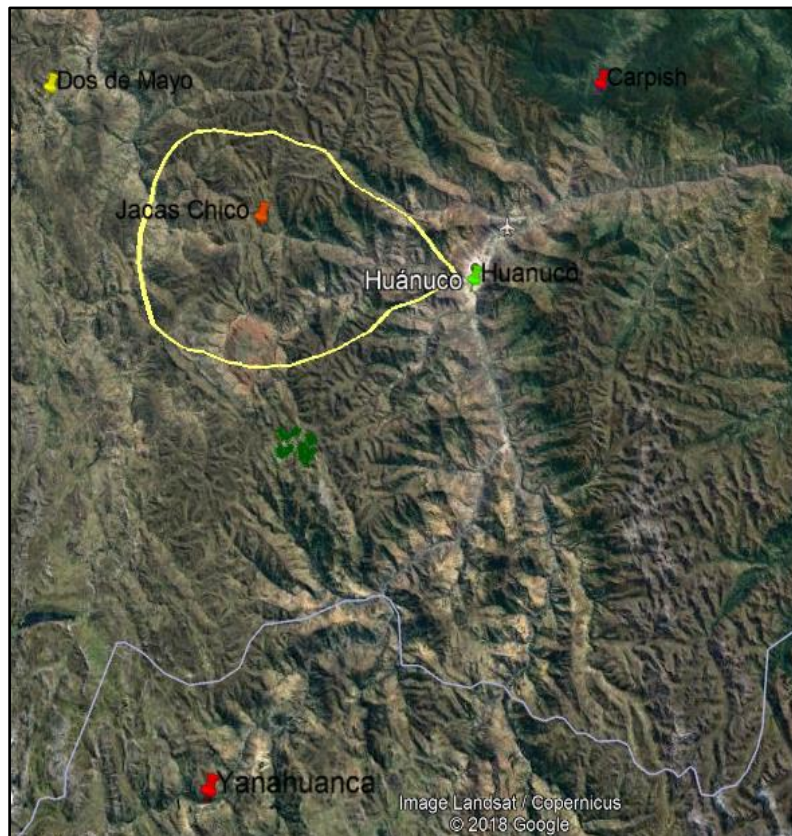 Dos de Mayo
Carpish
Jacas Chico
Huánuco
Huanuco
Yanahuanca
Image Landsat / Copernicus
© 2018 Google